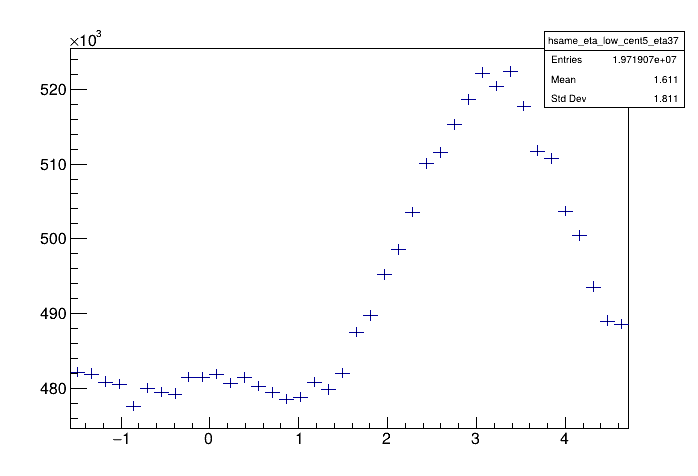 ×10³
hsame_eta_low_cent5_eta37
Entries 1.971907e+07
Mean 1.611
Std Dev 1.811
520
510
500
490
480
−1 0 1 2 3 4